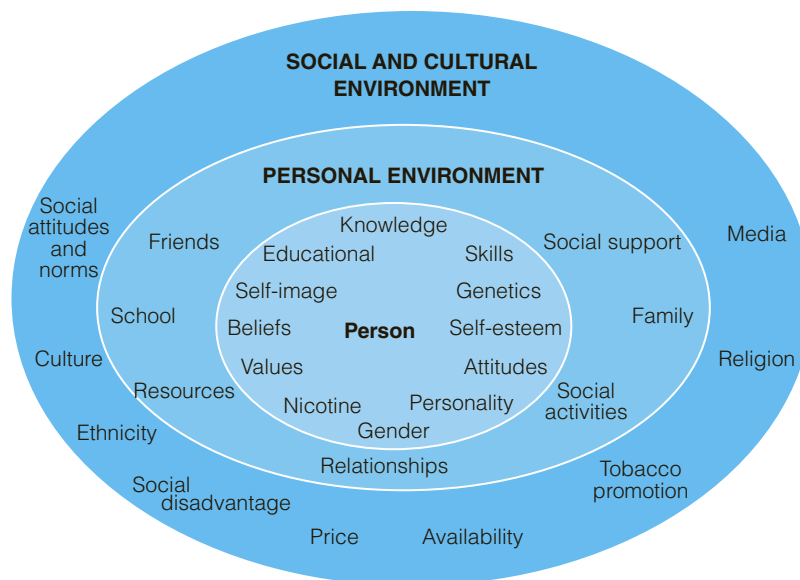 SOCIAL AND CULTURAL
ENVIRONMENT
PERSONAL ENVIRONMENT
Social
attitudes
and
norms
Friends
Knowledge
Educational
Skills
Social support
Media
Self-image
Genetics
School
Beliefs
Person
Self-esteem
Family
Culture
Values
Attitudes
Religion
Resources
Nicotine
Personality
Social
activities
Ethnicity
Gender
Relationships
Social
disadvantage
Tobacco
promotion
Price
Availability